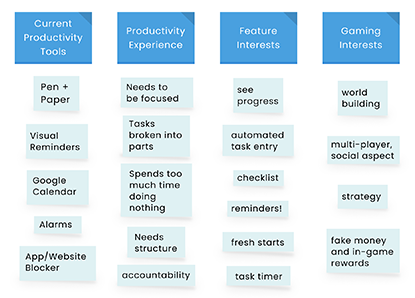 Current
Productivity
Tools
Pen +
Paper
Visual
Reminders
Google
Calendar
Alarms
App/Website
Blocker
Productivity
Experience
Needs to
be focused
Tasks
broken into
parts
Spends too
much time
doing
nothing
Needs
structure
accountability
Feature
Interests
see
progress
automated
task entry
checklist
reminders!
fresh starts
task timer
Gaming
Interests
world
building
multi-player,
social aspect
strategy
fake money
and in-game
rewards